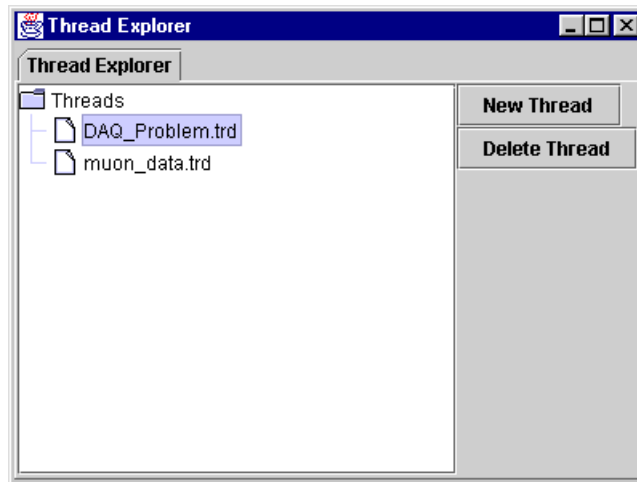 Thread Explorer
Thread Explorer
Threads
DAQ_Problem.trd
muon_data.trd
New Thread
Delete Thread